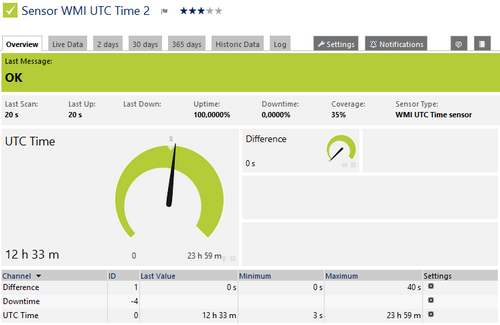 Sensor WMI UTC Time 2
Overview Live Data 2 days 30 days 365 days Historic Data Log Settings Notifications
Last Message:
OK
Last Scan: Last Up: Last Down: Uptime: Downtime: Coverage: Sensor Type:
20 s 20 s 100,0000% 0,0000% 35% WMI UTC Time sensor
UTC Time
Difference
0 s
12 h 33 m
0 23 h 59 m
Channel ID Last Value Minimum Maximum Settings
Difference 1 0 s 0 s 40 s
Downtime -4
UTC Time 0 12 h 33 m 3 s 23 h 59 m